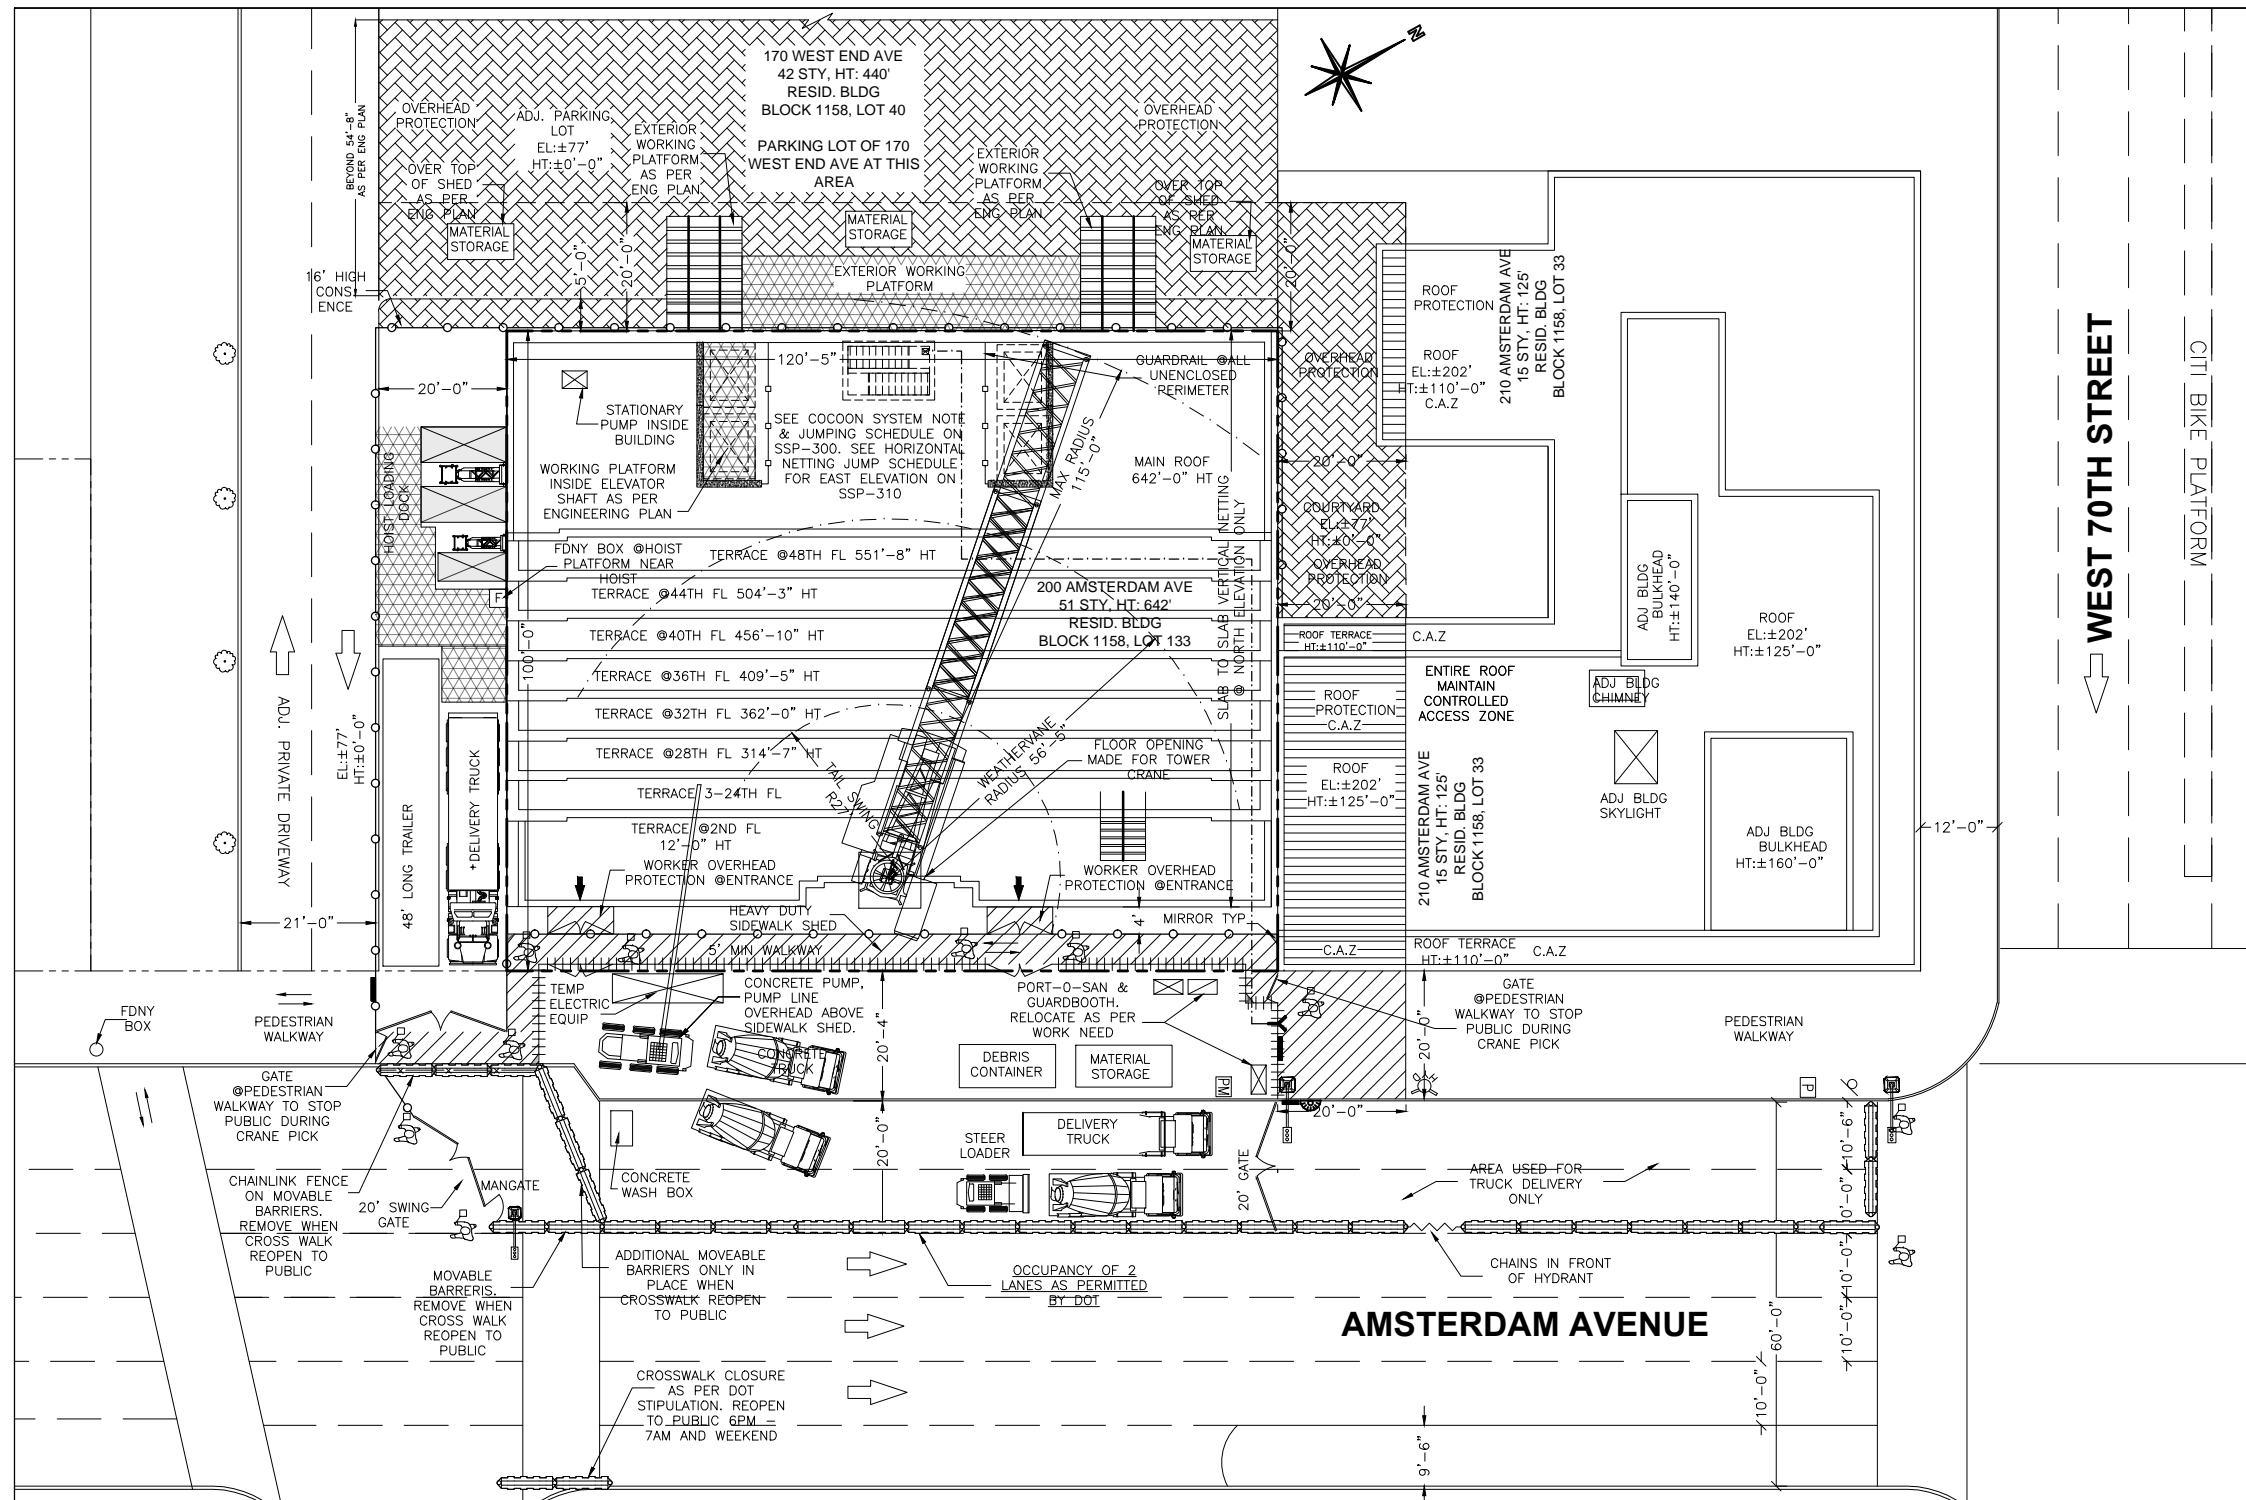 170 WEST END AVE
42 STY, HT: 440'
RESID. BLDG
BLOCK 1158, LOT 40
PARKING LOT OF 170
WEST END AVE AT THIS
AREA
N
BEYOND 54'-8"
AS PER ENG PLAN
OVERHEAD
PROTECTION
ADJ. PARKING
LOT
EL:±77'
HT:±0'-0"
EXTERIOR
WORKING
PLATFORM
AS PER
ENG PLAN
OVER TOP
OF SHED
AS PER
ENG PLAN
MATERIAL
STORAGE
MATERIAL
STORAGE
EXTERIOR
WORKING
PLATFORM
AS PER
ENG PLAN
OVERHEAD
PROTECTION
OVER TOP
OF SHED
AS PER
ENG PLAN
MATERIAL
STORAGE
EXTERIOR WORKING
PLATFORM
16' HIGH
CONS
ENCE
5'-0"
20'-0"
20'-0"
20'-0"
120'-5"
GUARDRAIL @ALL
UNENCLOSED
PERIMETER
STATIONARY
PUMP INSIDE
BUILDING
SEE COCOON SYSTEM NOTE
& JUMPING SCHEDULE ON
SSP-300. SEE HORIZONTAL
NETTING JUMP SCHEDULE
FOR EAST ELEVATION ON
SSP-310
WORKING PLATFORM
INSIDE ELEVATOR
SHAFT AS PER
ENGINEERING PLAN
MAX RADIUS
115'-0"
MAIN ROOF
642'-0" HT
SLAB TO SLAB VERTICAL NETTING
@ NORTH ELEVATION ONLY
HOIST LOADING
DOCK
FDNY BOX @HOIST
PLATFORM NEAR
HOIST
F
TERRACE @48TH FL 551'-8" HT
TERRACE @44TH FL 504'-3" HT
TERRACE @40TH FL 456'-10" HT
TERRACE @36TH FL 409'-5" HT
TERRACE @32TH FL 362'-0" HT
TERRACE @28TH FL 314'-7" HT
TERRACE 3-24TH FL
TERRACE @2ND FL
12'-0" HT
100'-0"
200 AMSTERDAM AVE
51 STY, HT: 642'
RESID. BLDG
BLOCK 1158, LOT 133
TAIL SWING
R27'
WEATHERVANE
RADIUS 56'-5"
FLOOR OPENING
MADE FOR TOWER
CRANE
WORKER OVERHEAD
PROTECTION @ENTRANCE
WORKER OVERHEAD
PROTECTION @ENTRANCE
HEAVY DUTY
SIDEWALK SHED
4'
MIRROR TYP
5' MIN WALKWAY
ADJ. PRIVATE DRIVEWAY
EL:±77'
HT:±0'-0"
48' LONG TRAILER
DELIVERY TRUCK
21'-0"
OVERHEAD
PROTECTION
20'-0"
COURTYARD
EL:±77'
HT:±0'-0"
OVERHEAD
PROTECTION
20'-0"
ROOF
PROTECTION
ROOF
EL:±202'
HT:±110'-0"
C.A.Z
210 AMSTERDAM AVE
15 STY, HT: 125'
RESID. BLDG
BLOCK 1158, LOT 33
ROOF TERRACE
HT:±110'-0"
C.A.Z
ROOF
PROTECTION
C.A.Z
ENTIRE ROOF
MAINTAIN
CONTROLLED
ACCESS ZONE
ROOF
EL:±202'
HT:±125'-0"
210 AMSTERDAM AVE
15 STY, HT: 125'
RESID. BLDG
BLOCK 1158, LOT 33
ADJ BLDG
BULKHEAD
HT:±140'-0"
ROOF
EL:±202'
HT:±125'-0"
ADJ BLDG
CHIMNEY
ADJ BLDG
SKYLIGHT
ADJ BLDG
BULKHEAD
HT:±160'-0"
12'-0"
C.A.Z
ROOF TERRACE
HT:±110'-0"
C.A.Z
WEST 70TH STREET
CITI BIKE PLATFORM
FDNY
BOX
PEDESTRIAN
WALKWAY
TEMP
ELECTRIC
EQUIP
CONCRETE PUMP,
PUMP LINE
OVERHEAD ABOVE
SIDEWALK SHED.
CONCRETE
TRUCK
20'-4"
PORT-O-SAN &
GUARDBOOTH.
RELOCATE AS PER
WORK NEED
DEBRIS
CONTAINER
MATERIAL
STORAGE
PM
GATE
@PEDESTRIAN
WALKWAY TO STOP
PUBLIC DURING
CRANE PICK
20'-0"
PEDESTRIAN
WALKWAY
P
GATE
@PEDESTRIAN
WALKWAY TO STOP
PUBLIC DURING
CRANE PICK
CHAINLINK FENCE
ON MOVABLE
BARRIERS.
REMOVE WHEN
CROSS WALK
REOPEN TO
PUBLIC
20' SWING
GATE
MANGATE
CONCRETE
WASH BOX
20'-0"
STEER
LOADER
DELIVERY
TRUCK
20' GATE
20'-0"
AREA USED FOR
TRUCK DELIVERY
ONLY
10'-6"
10'-0"
10'-0"
10'-0"
10'-0"
60'-0"
9'-6"
CHAINS IN FRONT
OF HYDRANT
MOVABLE
BARRERIS.
REMOVE WHEN
CROSS WALK
REOPEN TO
PUBLIC
ADDITIONAL MOVEABLE
BARRIERS ONLY IN
PLACE WHEN
CROSSWALK REOPEN
TO PUBLIC
OCCUPANCY OF 2
LANES AS PERMITTED
BY DOT
AMSTERDAM AVENUE
CROSSWALK CLOSURE
AS PER DOT
STIPULATION. REOPEN
TO PUBLIC 6PM –
7AM AND WEEKEND